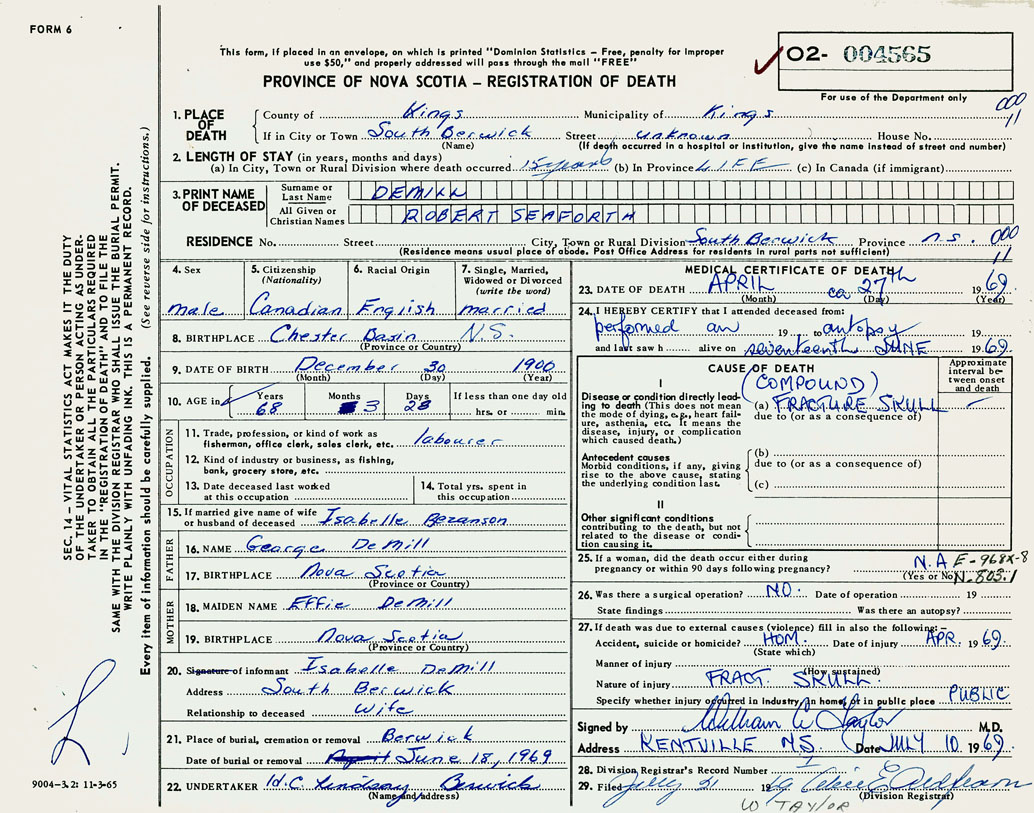 FORM 6
This form, if placed in an envelope, on which is printed "Dominion Statistics – Free, penalty for improper
use $50," and properly addressed will pass through the mail "FREE"
O2- 004565
PROVINCE OF NOVA SCOTIA – REGISTRATION OF DEATH
For use of the Department only
000
11
1. PLACE OF DEATH
County of Kings Municipality of Kings
If in City or Town South Berwick Street unknown House No.
(Name) (If death occurred in a hospital or institution, give the name instead of street and number)
2. LENGTH OF STAY (in years, months and days)
(a) In City, Town or Rural Division where death occurred 15 years (b) In Province LIFE (c) In Canada (if immigrant)
3. PRINT NAME OF DECEASED
Surname or Last Name DEMILL
All Given or Christian Names ROBERT SEAFORTH
RESIDENCE No. Street City, Town or Rural Division South Berwick Province N.S. 000
(Residence means usual place of abode. Post Office Address for residents in rural parts not sufficient) 11
4. Sex male
5. Citizenship (Nationality) Canadian
6. Racial Origin English
7. Single, Married, Widowed or Divorced (write the word) married
8. BIRTHPLACE Chester Basin N.S.
(Province or Country)
9. DATE OF BIRTH December 30 1900
(Month) (Day) (Year)
10. AGE in Years 68 Months 3 Days 28 If less than one day old hrs. or min.
OCCUPATION
11. Trade, profession, or kind of work as
fisherman, office clerk, sales clerk, etc. labourer
12. Kind of industry or business, as fishing,
bank, grocery store, etc.
13. Date deceased last worked
at this occupation
14. Total yrs. spent in
this occupation
15. If married give name of wife
or husband of deceased Isabelle Bezanson
FATHER
16. NAME George DeMill
17. BIRTHPLACE Nova Scotia
(Province or Country)
MOTHER
18. MAIDEN NAME Effie DeMill
19. BIRTHPLACE Nova Scotia
(Province or Country)
20. Signature of informant Isabelle DeMill
Address South Berwick
Relationship to deceased Wife
21. Place of burial, cremation or removal Berwick
Date of burial or removal April June 18, 1969
22. UNDERTAKER W.C. Lindsay Berwick
(Name and address)
MEDICAL CERTIFICATE OF DEATH
23. DATE OF DEATH APRIL ca 27th 1969
(Month) (Day) (Year)
24. I HEREBY CERTIFY that I attended deceased from:
performed an 19 to autopsy
and last saw h alive on seventeenth JUNE 1969
CAUSE OF DEATH
Approximate interval between onset and death
I
(COMPOUND)
Disease or condition directly leading to death (This does not mean the mode of dying, e.g., heart failure, asthenia, etc. It means the disease, injury, or complication which caused death.)
(a) FRACTURE SKULL –
due to (or as a consequence of)
Antecedent causes
Morbid conditions, if any, giving rise to the above cause, stating the underlying condition last.
(b)
due to (or as a consequence of)
(c)
II
Other significant conditions
contributing to the death, but not related to the disease or condition causing it.
25. If a woman, did the death occur either during
pregnancy or within 90 days following pregnancy? N.A E-968X-8
(Yes or No) N-803.1
26. Was there a surgical operation? NO. Date of operation 19
State findings Was there an autopsy?
27. If death was due to external causes (violence) fill in also the following:–
Accident, suicide or homicide? HOM. Date of injury APR. 1969
(State which)
Manner of injury
(How sustained)
Nature of injury FRACT. SKULL.
Specify whether injury occurred in Industry, in home, or in public place PUBLIC
Signed by William C Taylor M.D.
Address KENTVILLE N.S. Date JULY 10 1969
28. Division Registrar's Record Number
29. Filed July 21 19
(Division Registrar)
W TAYLOR
SEC. 14 – VITAL STATISTICS ACT MAKES IT THE DUTY
OF THE UNDERTAKER OR PERSON ACTING AS UNDER-
TAKER TO OBTAIN ALL THE PARTICULARS REQUIRED
IN THE "REGISTRATION OF DEATH" AND TO FILE THE
SAME WITH THE DIVISION REGISTRAR WHO SHALL ISSUE THE BURIAL PERMIT.
WRITE PLAINLY WITH UNFADING INK. THIS IS A PERMANENT RECORD.
Every item of information should be carefully supplied. (See reverse side for instructions.)
9004-3.2: 11-3-65